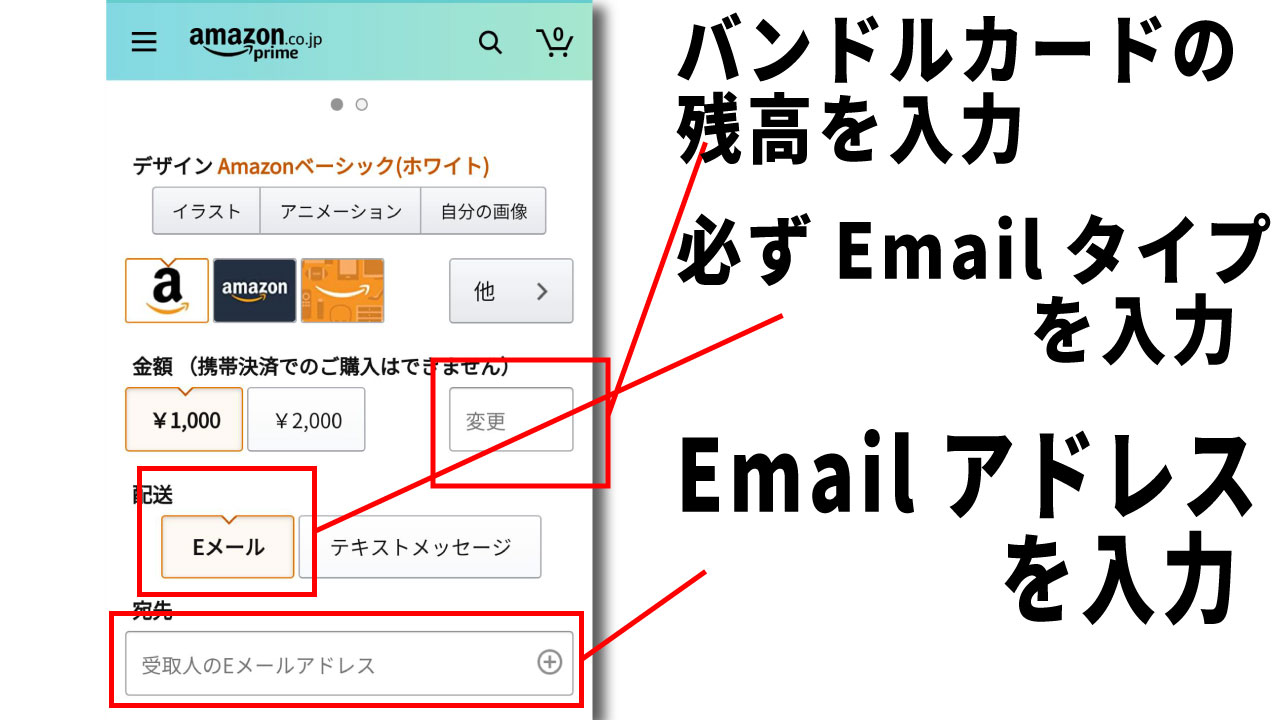 amazon.co.jp
prime
0
デザイン Amazonベーシック(ホワイト)
イラスト
アニメーション
自分の画像
a
amazon
他
金額 （携帯決済でのご購入はできません）
￥1,000
￥2,000
変更
配送
Eメール
テキストメッセージ
宛先
受取人のEメールアドレス
バンドルカードの
残高を入力
必ず Email タイプ
を入力
Email アドレス
を入力